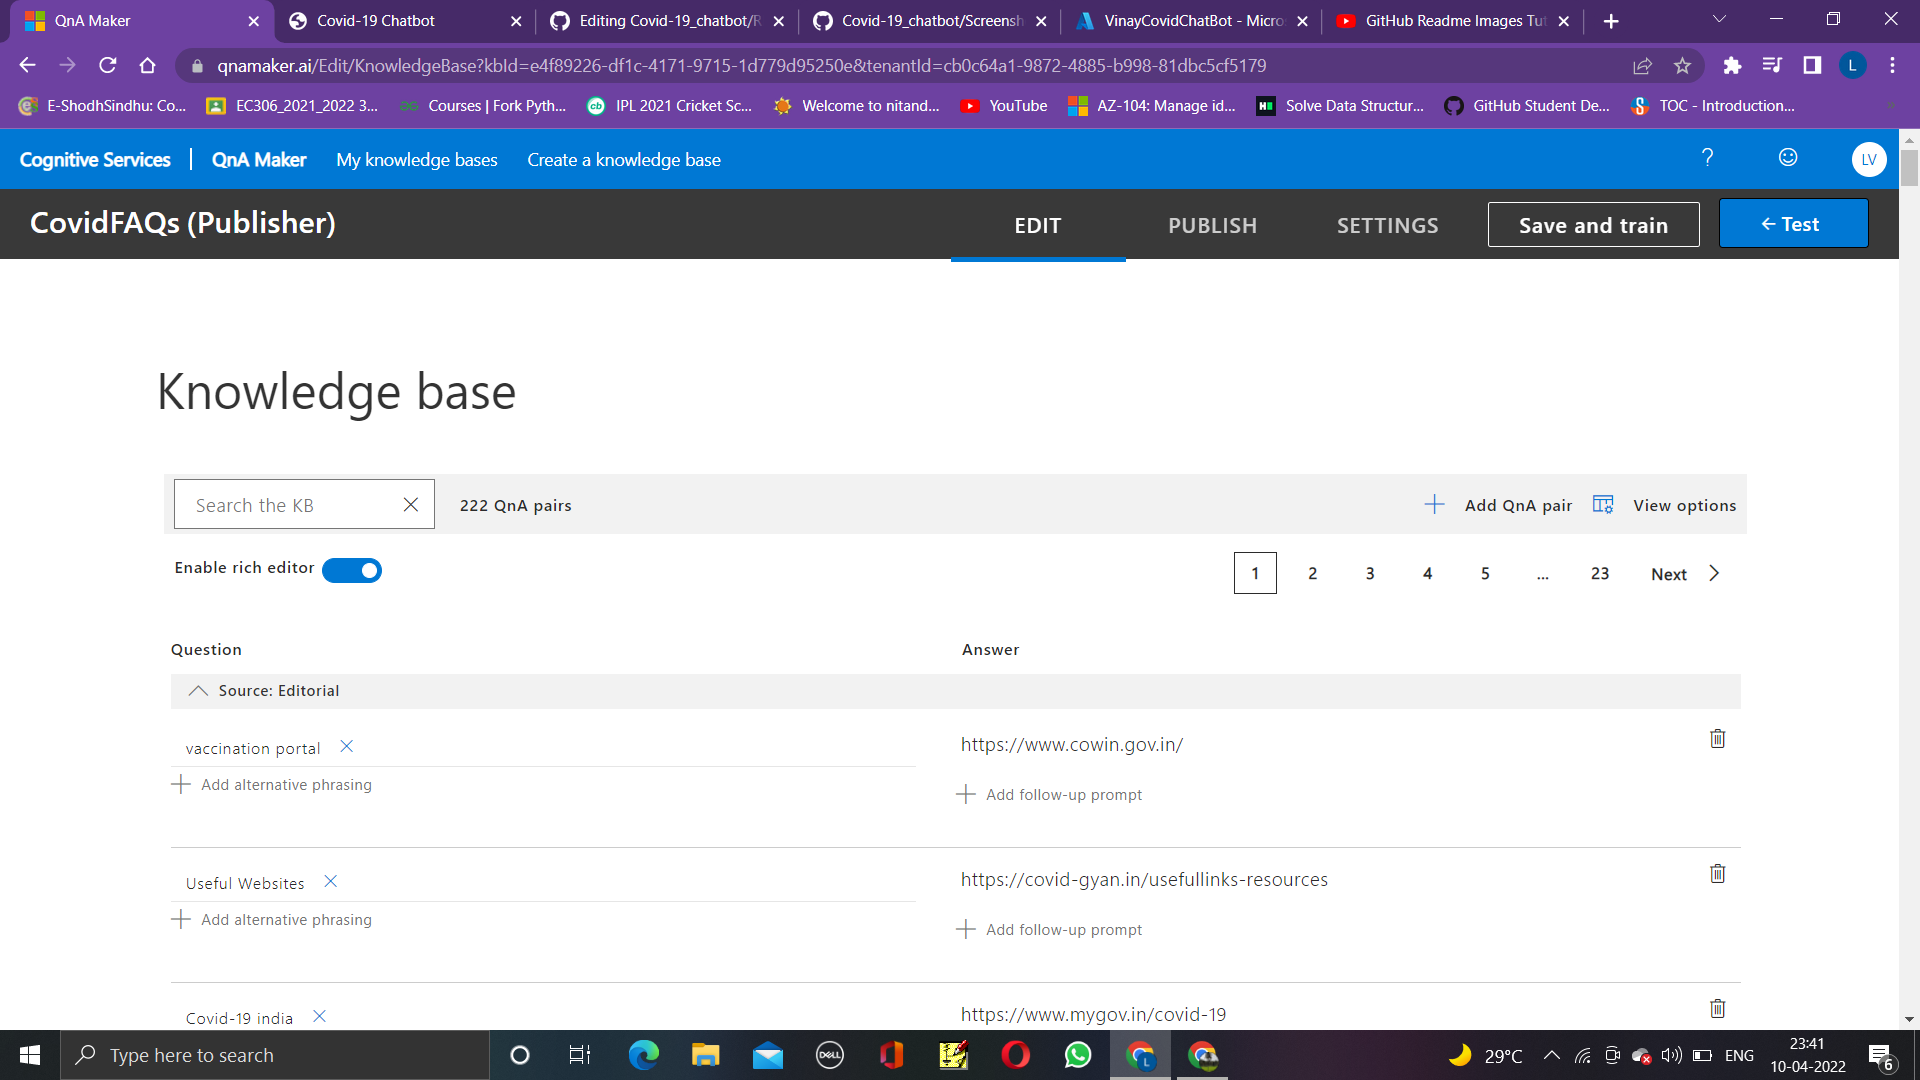 QnA Maker
Covid-19 Chatbot
Editing Covid-19_chatbot/R
Covid-19_chatbot/Screensh
VinayCovidChatBot - Micro
GitHub Readme Images Tut
qnamaker.ai/Edit/KnowledgeBase?kbId=e4f89226-df1c-4171-9715-1d779d95250e&tenantId=cb0c64a1-9872-4885-b998-81dbc5cf5179
L
E-ShodhSindhu: Co...
EC306_2021_2022 3...
Courses | Fork Pyth...
cb
IPL 2021 Cricket Sc...
Welcome to nitand...
YouTube
AZ-104: Manage id...
Solve Data Structur...
GitHub Student De...
TOC - Introduction...
Cognitive Services
QnA Maker
My knowledge bases
Create a knowledge base
?
LV
CovidFAQs (Publisher)
EDIT
PUBLISH
SETTINGS
Save and train
Test
Knowledge base
Search the KB
222 QnA pairs
Add QnA pair
View options
Enable rich editor
1 2 3 4 5 ... 23 Next
Question
Answer
Source: Editorial
vaccination portal
https://www.cowin.gov.in/
Add alternative phrasing
Add follow-up prompt
Useful Websites
https://covid-gyan.in/usefullinks-resources
Add alternative phrasing
Add follow-up prompt
Covid-19 india
https://www.mygov.in/covid-19
Type here to search
DELL
L
29°C
ENG
23:41
10-04-2022
6